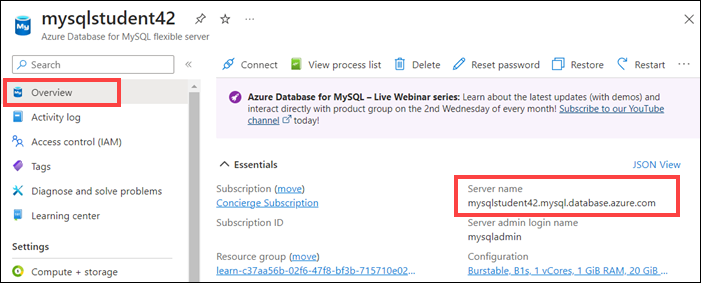 mysqlstudent42
Azure Database for MySQL flexible server
Search
Overview
Activity log
Access control (IAM)
Tags
Diagnose and solve problems
Learning center
Settings
Compute + storage
Connect View process list Delete Reset password Restore Restart
Azure Database for MySQL – Live Webinar series: Learn about the latest updates (with demos) and
interact directly with product group on the 2nd Wednesday of every month! Subscribe to our YouTube
channel today!
Essentials
JSON View
Subscription (move)
Concierge Subscription
Subscription ID
Resource group (move)
learn-c37aa56b-02f6-47f8-bf3b-715710e02...
Server name
mysqlstudent42.mysql.database.azure.com
Server admin login name
mysqladmin
Configuration
Burstable, B1s, 1 vCores, 1 GiB RAM, 20 GiB ...